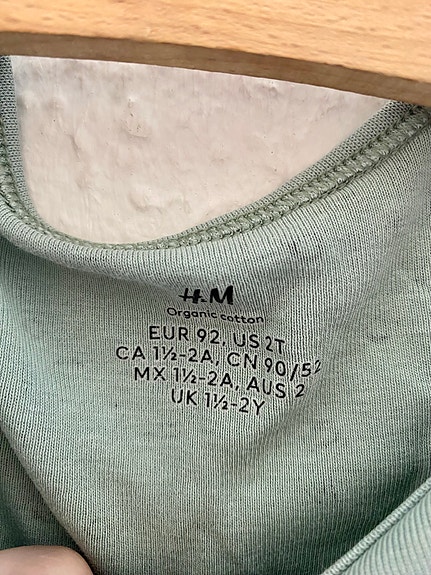 H&M
Organic cotton
EUR 92, US 2T
CA 1½-2A, CN 90/52
MX 1½-2A, AUS 2
UK 1½-2Y